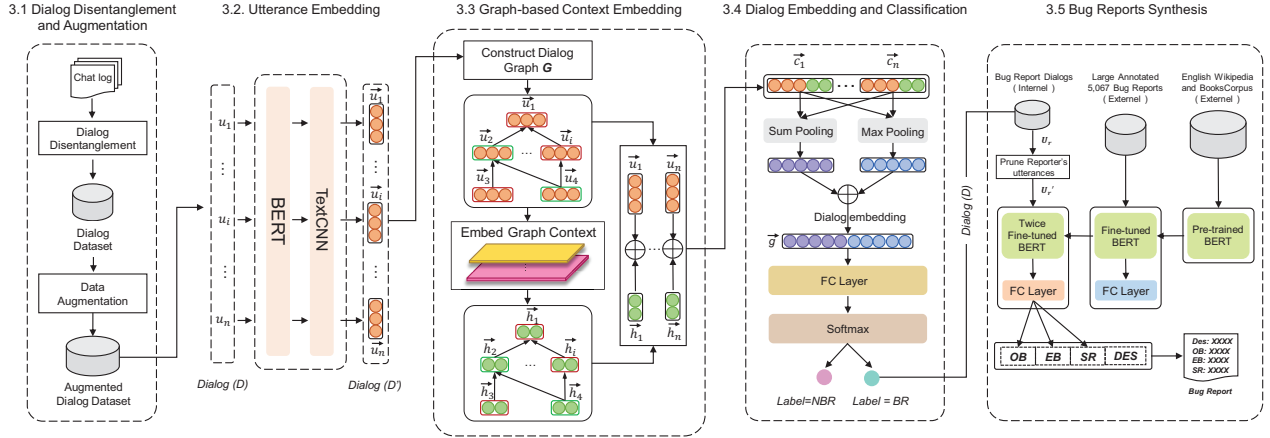 3.1 Dialog Disentanglement
and Augmentation
Chat log
Dialog
Disentanglement
Dialog
Dataset
Data
Augmentation
Augmented
Dialog Dataset
3.2. Utterance Embedding
u₁
⋮
uᵢ
⋮
uₙ
Dialog (D)
BERT
TextCNN
u₁
⋮
uᵢ
⋮
uₙ
Dialog (D')
3.3 Graph-based Context Embedding
Construct Dialog
Graph G
u₁
u₂
uᵢ
...
u₃
u₄
Embed Graph Context
⋮
h₁
h₂
hᵢ
...
h₃
h₄
u₁
uₙ
...
h₁
hₙ
3.4 Dialog Embedding and Classification
c₁
cₙ
...
Sum Pooling
Max Pooling
Dialog embedding
g
FC Layer
Softmax
Label=NBR
Label = BR
Dialog (D)
3.5 Bug Reports Synthesis
Bug Report Dialogs
( Internel )
Large Annotated
5,067 Bug Reports
( Externel )
English Wikipedia
and BooksCorpus
( Externel )
υᵣ
Prune Reporter's
utterances
υᵣ'
Twice
Fine-tuned
BERT
Fine-tuned
BERT
Pre-trained
BERT
FC Layer
FC Layer
OB
EB
SR
DES
Des: XXXX
OB: XXXX
EB: XXXX
SR: XXXX
Bug Report